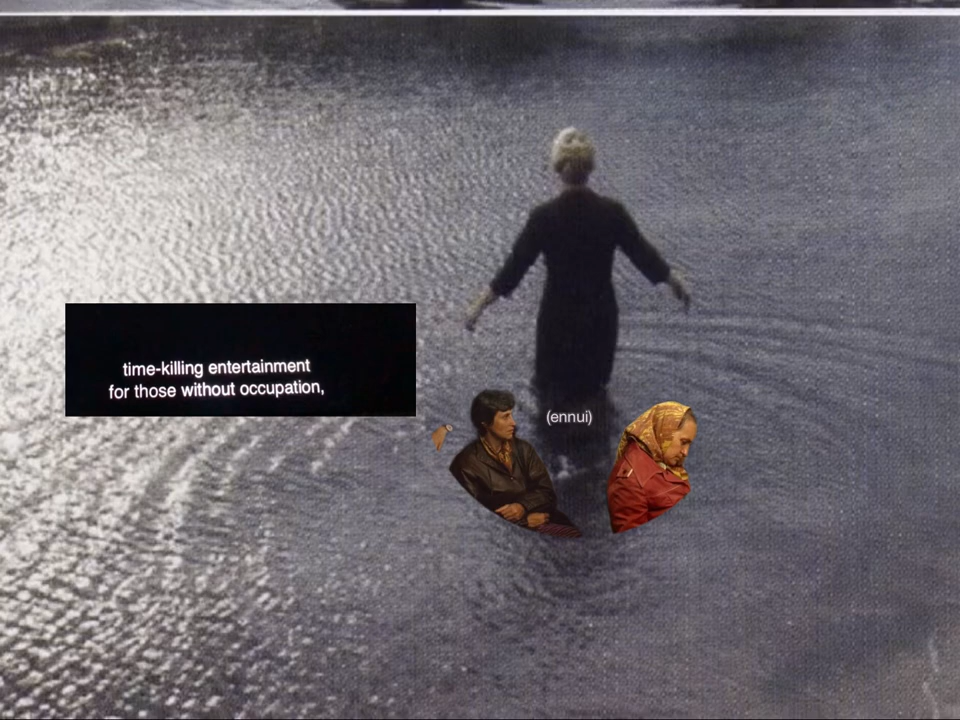 time-killing entertainment
for those without occupation,
(ennui)